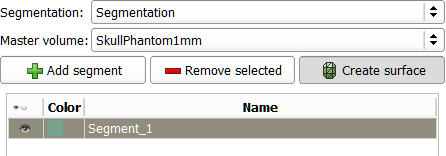 Segmentation: Segmentation
Master volume: SkullPhantom1mm
Add segment Remove selected Create surface
Color Name
Segment_1